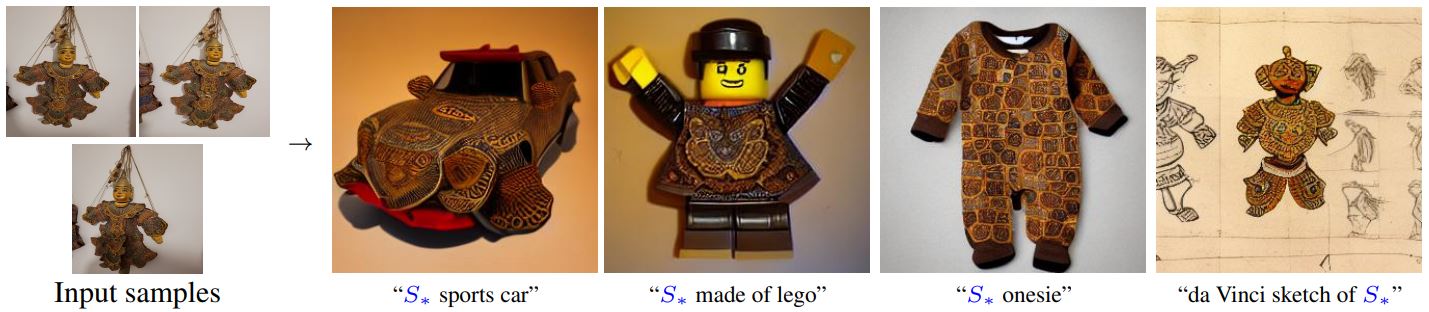 →
Input samples
“S* sports car”
“S* made of lego”
“S* onesie”
“da Vinci sketch of S*”